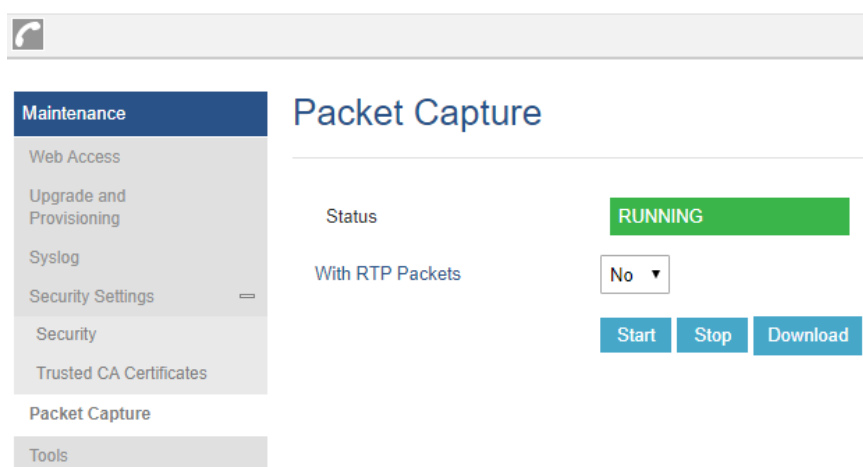 Maintenance
Web Access
Upgrade and
Provisioning
Syslog
Security Settings
Security
Trusted CA Certificates
Packet Capture
Tools
Packet Capture
Status
RUNNING
With RTP Packets
No
Start
Stop
Download